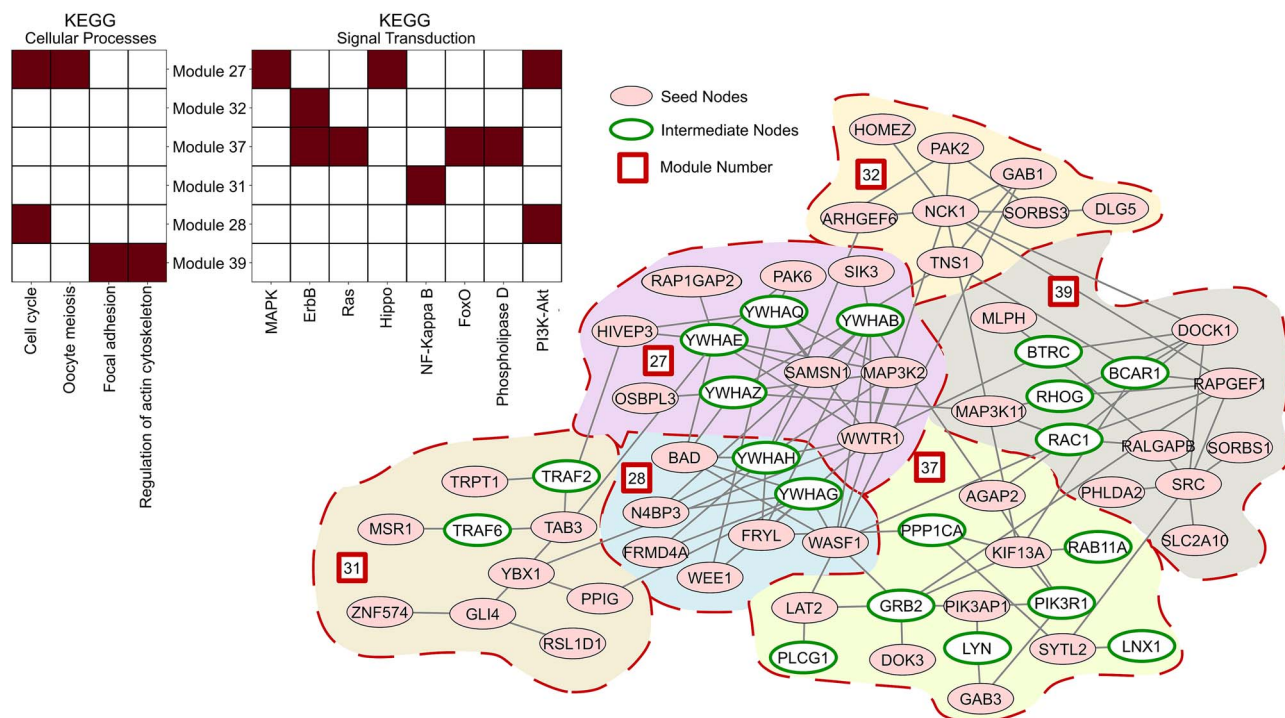 KEGG
Cellular Processes
KEGG
Signal Transduction
Module 27
Module 32
Module 37
Module 31
Module 28
Module 39
Cell cycle
Oocyte meiosis
Focal adhesion
Regulation of actin cytoskeleton
MAPK
ErbB
Ras
Hippo
NF-Kappa B
FoxO
Phospholipase D
PI3K-Akt
Seed Nodes
Intermediate Nodes
Module Number
HOMEZ
PAK2
32
GAB1
ARHGEF6
NCK1
SORBS3
DLG5
TNS1
RAP1GAP2
PAK6
SIK3
39
HIVEP3
YWHAQ
YWHAB
MLPH
DOCK1
YWHAE
BTRC
27
SAMSN1
MAP3K2
BCAR1
RAPGEF1
OSBPL3
YWHAZ
RHOG
MAP3K11
WWTR1
RAC1
RALGAPB
SORBS1
BAD
YWHAH
37
28
TRPT1
TRAF2
YWHAG
AGAP2
PHLDA2
SRC
N4BP3
MSR1
TRAF6
TAB3
FRYL
WASF1
PPP1CA
KIF13A
RAB11A
SLC2A10
FRMD4A
31
YBX1
WEE1
PPIG
ZNF574
GLI4
LAT2
GRB2
PIK3AP1
PIK3R1
RSL1D1
PLCG1
DOK3
LYN
SYTL2
LNX1
GAB3